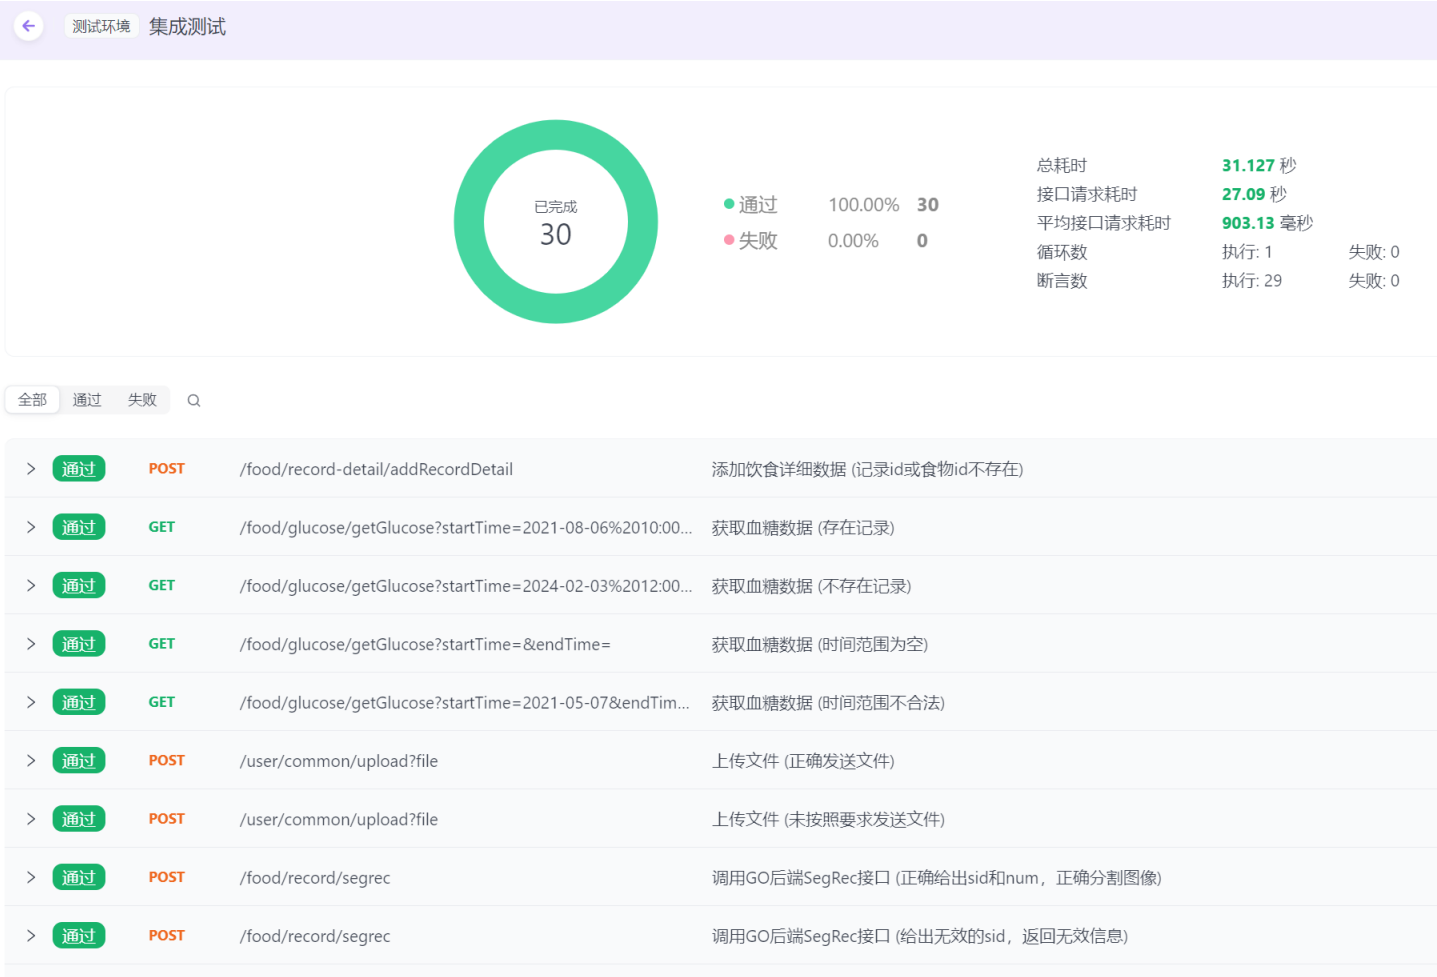 测试环境 集成测试
已完成
30
通过 100.00% 30
失败 0.00% 0
总耗时 31.127 秒
接口请求耗时 27.09 秒
平均接口请求耗时 903.13 毫秒
循环数 执行: 1 失败: 0
断言数 执行: 29 失败: 0
全部 通过 失败
通过 POST /food/record-detail/addRecordDetail 添加饮食详细数据 (记录id或食物id不存在)
通过 GET /food/glucose/getGlucose?startTime=2021-08-06%2010:00... 获取血糖数据 (存在记录)
通过 GET /food/glucose/getGlucose?startTime=2024-02-03%2012:00... 获取血糖数据 (不存在记录)
通过 GET /food/glucose/getGlucose?startTime=&endTime= 获取血糖数据 (时间范围为空)
通过 GET /food/glucose/getGlucose?startTime=2021-05-07&endTim... 获取血糖数据 (时间范围不合法)
通过 POST /user/common/upload?file 上传文件 (正确发送文件)
通过 POST /user/common/upload?file 上传文件 (未按照要求发送文件)
通过 POST /food/record/segrec 调用GO后端SegRec接口 (正确给出sid和num，正确分割图像)
通过 POST /food/record/segrec 调用GO后端SegRec接口 (给出无效的sid，返回无效信息)